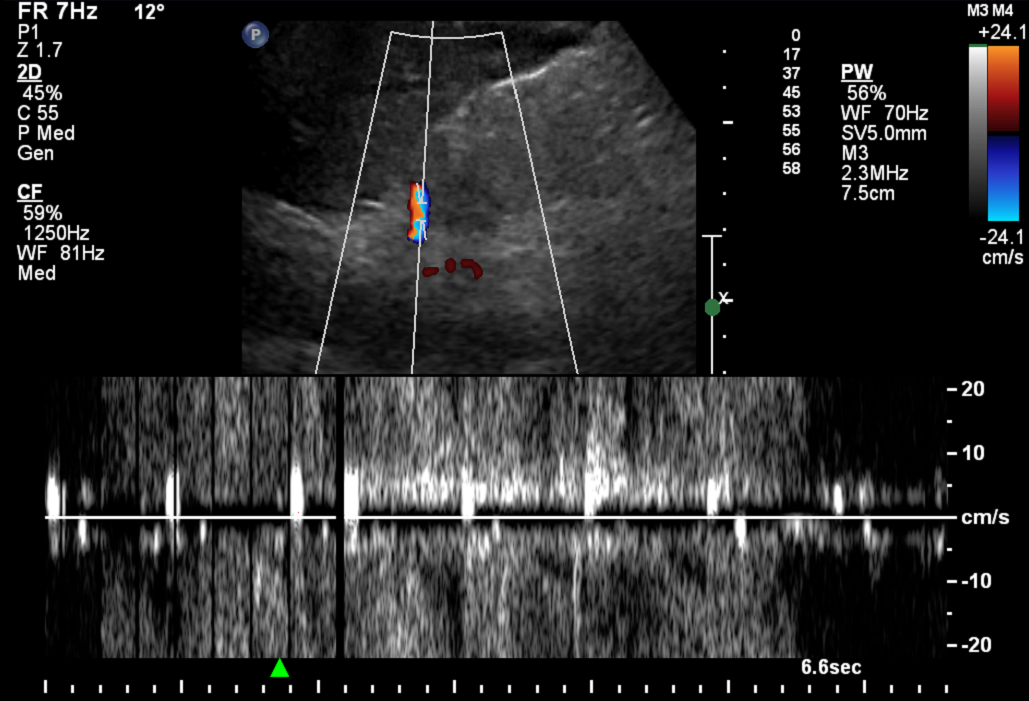 FR 7Hz 12°
P1
Z 1.7
2D
45%
C 55
P Med
Gen
CF
59%
1250Hz
WF 81Hz
Med
P
0
17
37
45
53
55
56
58
PW
56%
WF 70Hz
SV5.0mm
M3
2.3MHz
7.5cm
M3 M4
+24.1
-24.1
cm/s
x
20
10
cm/s
-10
-20
6.6sec